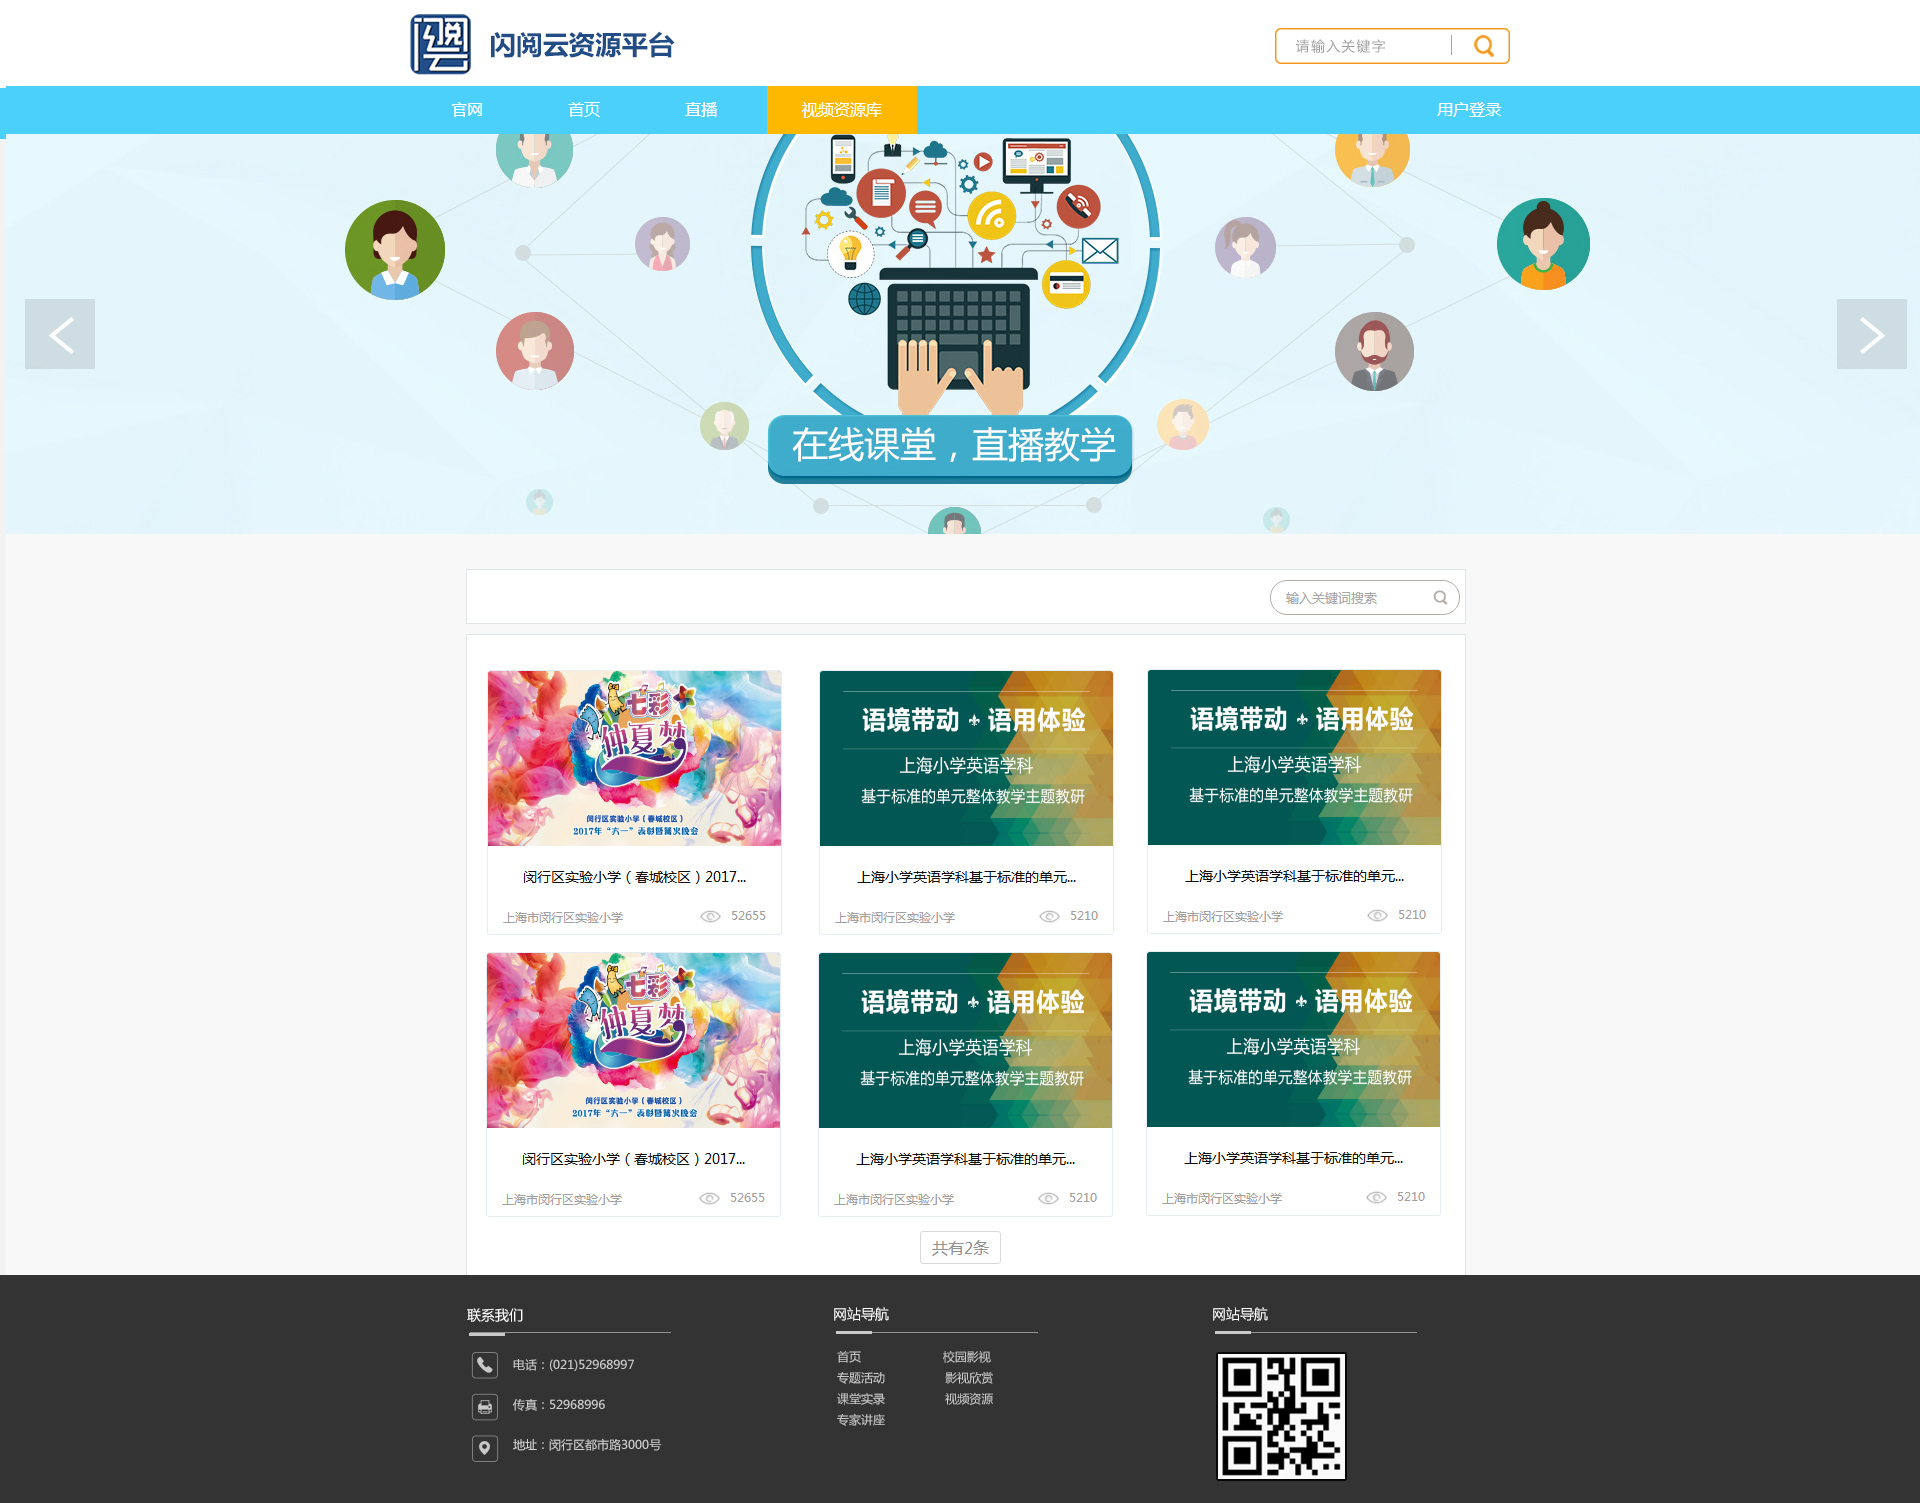 闪阅云资源平台
请输入关键字
官网 首页 直播 视频资源库 用户登录
在线课堂，直播教学
输入关键词搜索
七彩
仲夏梦
闵行区实验小学（春城校区）
2017年“六一”表彰暨篝火晚会
语境带动 语用体验
上海小学英语学科
基于标准的单元整体教学主题教研
语境带动 语用体验
上海小学英语学科
基于标准的单元整体教学主题教研
闵行区实验小学（春城校区）2017...
上海小学英语学科基于标准的单元...
上海小学英语学科基于标准的单元...
上海市闵行区实验小学 52655
上海市闵行区实验小学 5210
上海市闵行区实验小学 5210
七彩
仲夏梦
闵行区实验小学（春城校区）
2017年“六一”表彰暨篝火晚会
语境带动 语用体验
上海小学英语学科
基于标准的单元整体教学主题教研
语境带动 语用体验
上海小学英语学科
基于标准的单元整体教学主题教研
闵行区实验小学（春城校区）2017...
上海小学英语学科基于标准的单元...
上海小学英语学科基于标准的单元...
上海市闵行区实验小学 52655
上海市闵行区实验小学 5210
上海市闵行区实验小学 5210
共有2条
联系我们
电话：(021)52968997
传真：52968996
地址：闵行区都市路3000号
网站导航
首页 校园影视
专题活动 影视欣赏
课堂实录 视频资源
专家讲座
网站导航